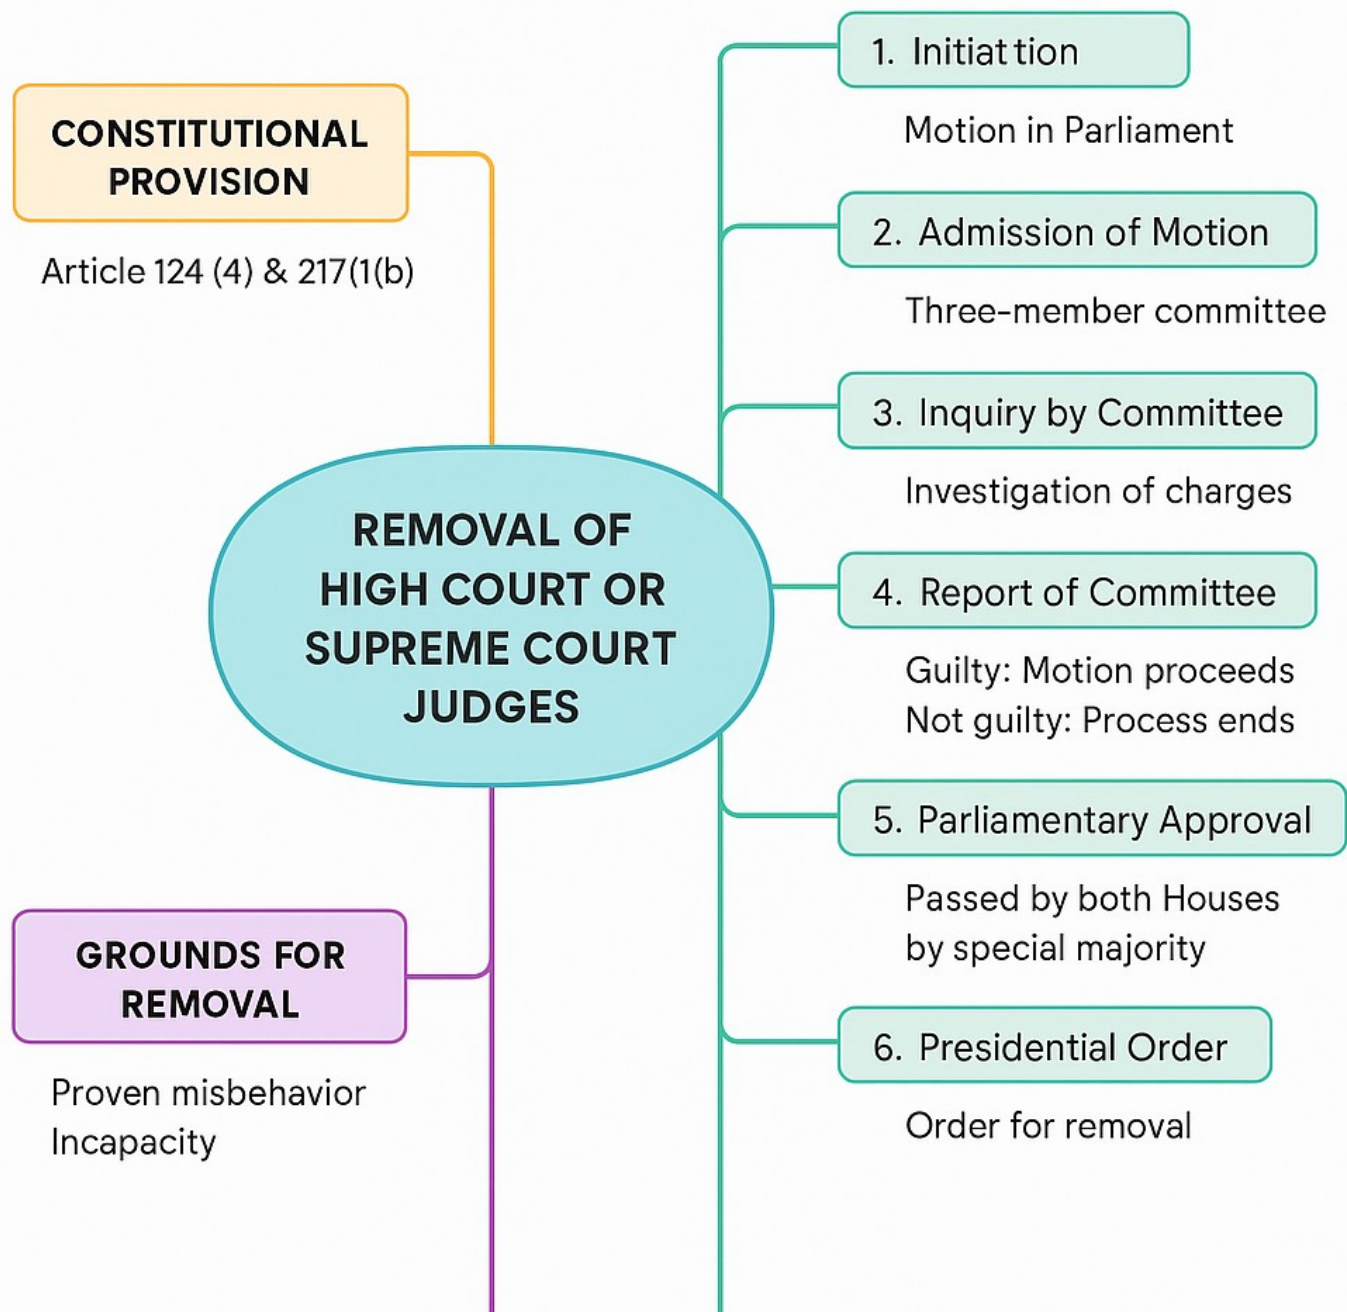 CONSTITUTIONAL
PROVISION
Article 124 (4) & 217(1(b)
REMOVAL OF
HIGH COURT OR
SUPREME COURT
JUDGES
GROUNDS FOR
REMOVAL
Proven misbehavior
Incapacity
1. Initiattion
Motion in Parliament
2. Admission of Motion
Three-member committee
3. Inquiry by Committee
Investigation of charges
4. Report of Committee
Guilty: Motion proceeds
Not guilty: Process ends
5. Parliamentary Approval
Passed by both Houses
by special majority
6. Presidential Order
Order for removal